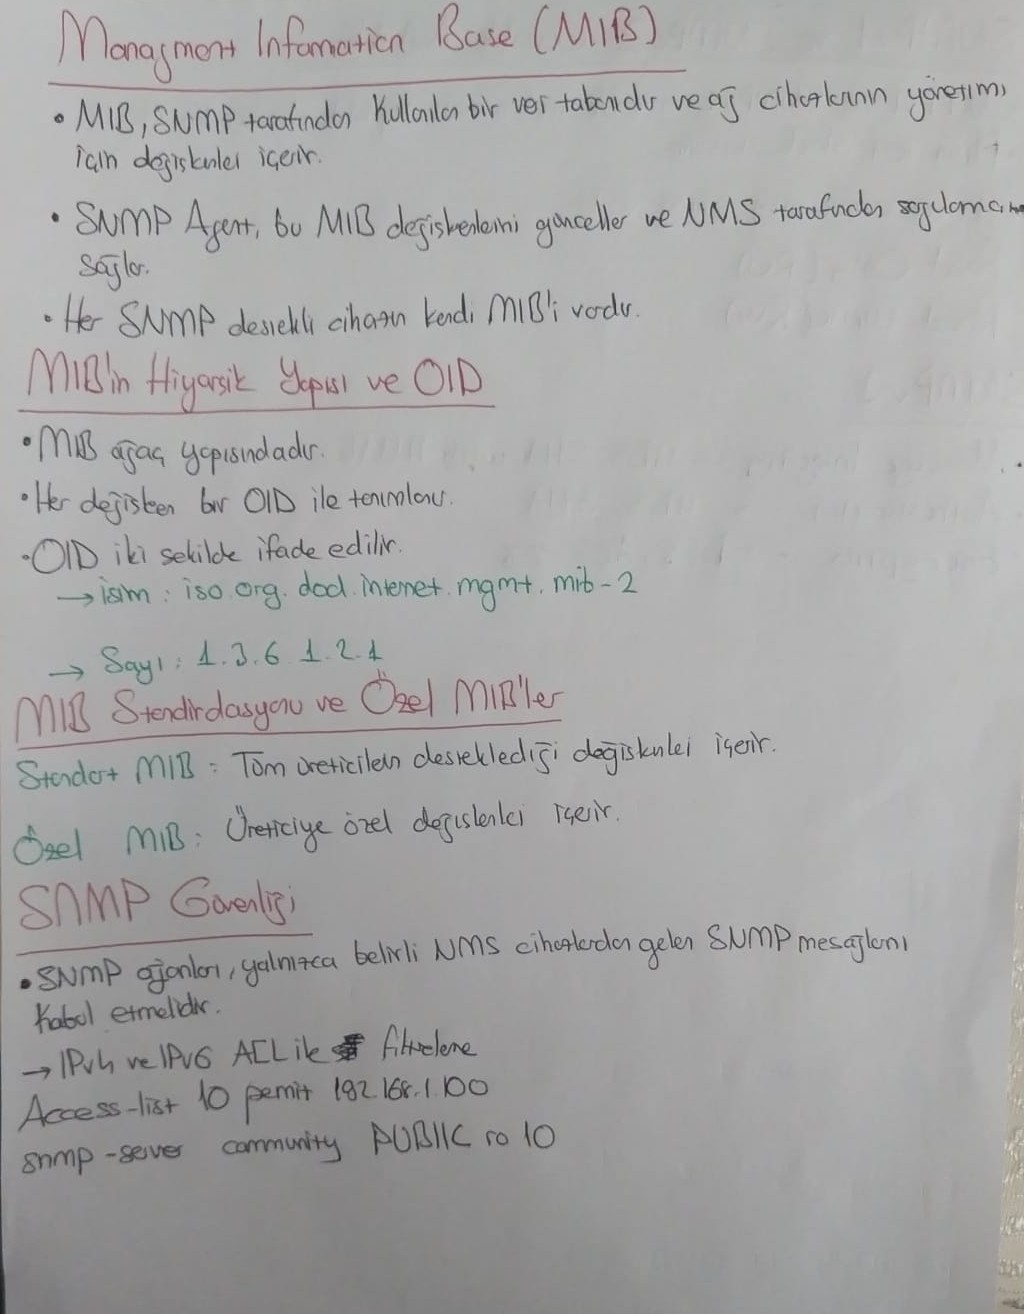 Managment Infamation Base (MIB)
• MIB, SNMP tarafından kullanılan bir veri tabanıdır ve ağ cihazlarının yönetimi
için değişkenler içerir.
• SNMP Agent, bu MIB değişkenlerini günceller ve NMS tarafından sorgulama
sağlar.
• Her SNMP destekli cihazın kendi MIB'i vardır.
MIB'in Hiyarşik Yapısı ve OID
• MIB ağaç yapısındadır.
• Her değişken bir OID ile tanımlanır.
• OID iki şekilde ifade edilir.
→ isim : iso.org.dod.internet.mgmt.mib-2
→ Sayı : 1.3.6 1.2.1
MIB Standirdasyonu ve Özel MIB'ler
Standart MIB : Tüm üreticilerin desteklediği değişkenleri içerir.
Özel MIB : Üreticiye özel değişkenleri içerir.
SNMP Güvenliği
• SNMP ajanları, yalnızca belirli NMS cihazlardan gelen SNMP mesajlarını
Kabul etmelidir.
→ IPv4 ve IPv6 ACL ile filtreleme
Access-list 10 permit 192.168.1.100
snmp-server community PUBlIC ro 10